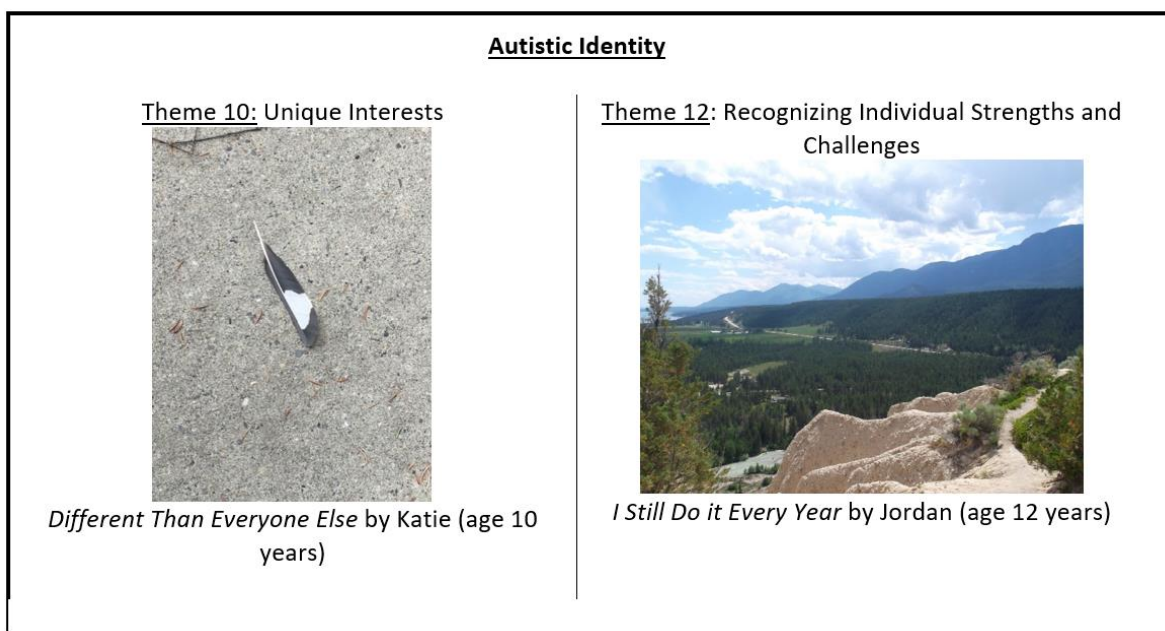 Autistic Identity
Theme 10: Unique Interests
Different Than Everyone Else by Katie (age 10
years)
Theme 12: Recognizing Individual Strengths and
Challenges
I Still Do it Every Year by Jordan (age 12 years)